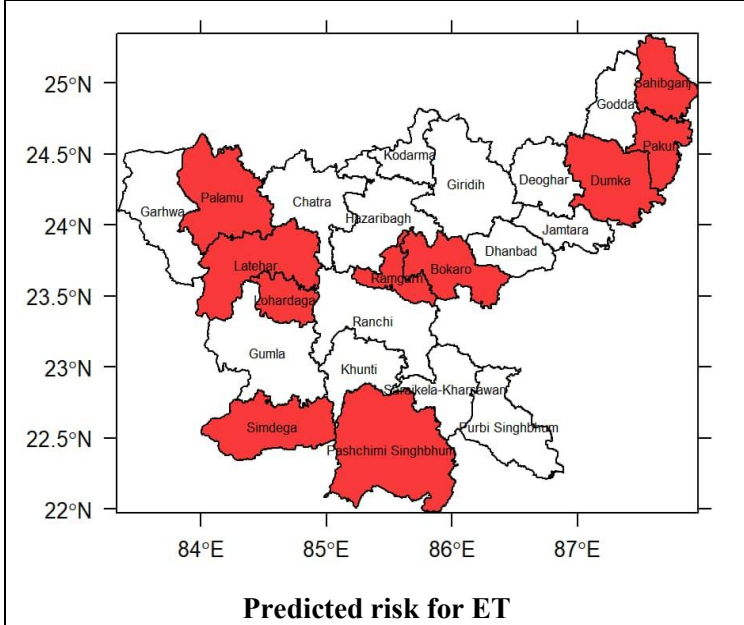 25°N
24.5°N
24°N
23.5°N
23°N
22.5°N
22°N
84°E
85°E
86°E
87°E
Sahibganj
Godda
Pakur
Kodarma
Giridih
Deoghar
Dumka
Palamu
Garhwa
Chatra
Hazaribagh
Jamtara
Dhanbad
Latehar
Ramgarh
Bokaro
Lohardaga
Ranchi
Gumla
Khunti
Saraikela-Kharsawan
Simdega
Pashchimi Singhbhum
Purbi Singhbhum
Predicted risk for ET